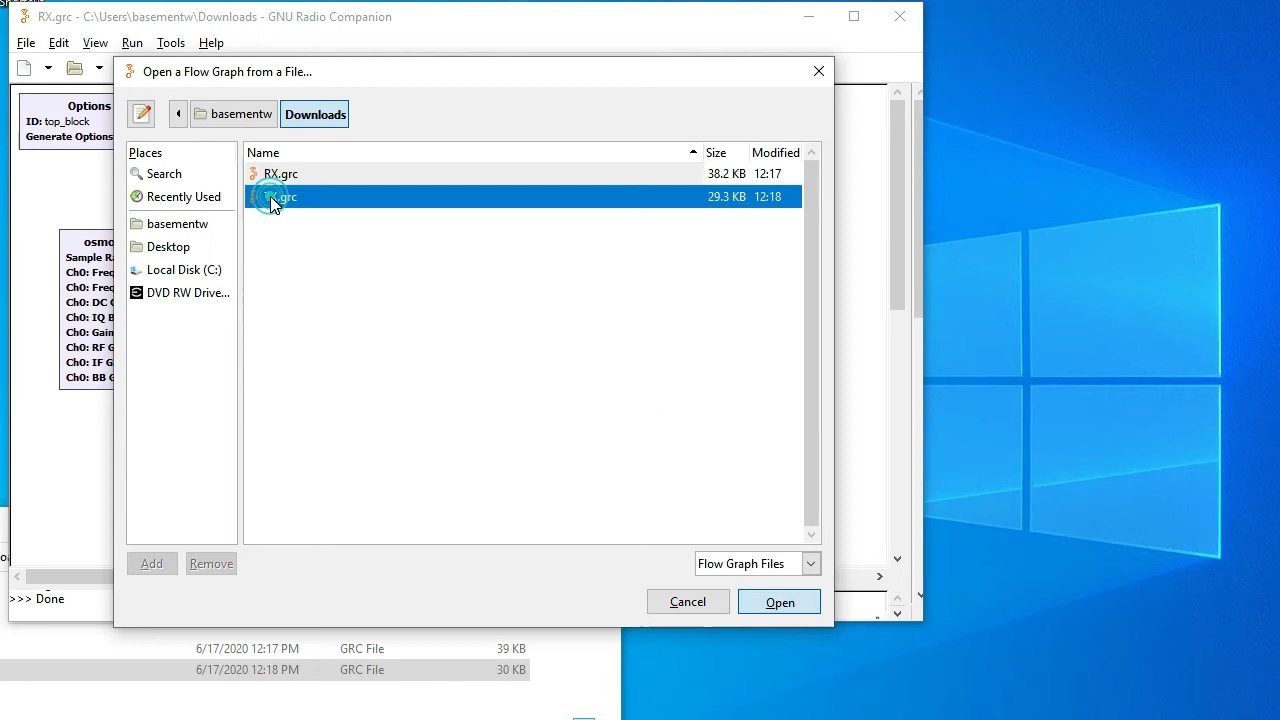 RX.grc - C:\Users\basementw\Downloads - GNU Radio Companion
File Edit View Run Tools Help
Open a Flow Graph from a File...
basementw Downloads
Places
Search
Recently Used
basementw
Desktop
Local Disk (C:)
DVD RW Drive...
Name Size Modified
RX.grc 38.2 KB 12:17
.grc 29.3 KB 12:18
Options
ID: top_block
Generate Options
osmo
Sample Ra
Ch0: Freq
Ch0: Freq
Ch0: DC O
Ch0: IQ B
Ch0: Gain
Ch0: RF G
Ch0: IF G
Ch0: BB G
Add Remove
Flow Graph Files
Cancel Open
>>> Done
6/17/2020 12:17 PM GRC File 39 KB
6/17/2020 12:18 PM GRC File 30 KB